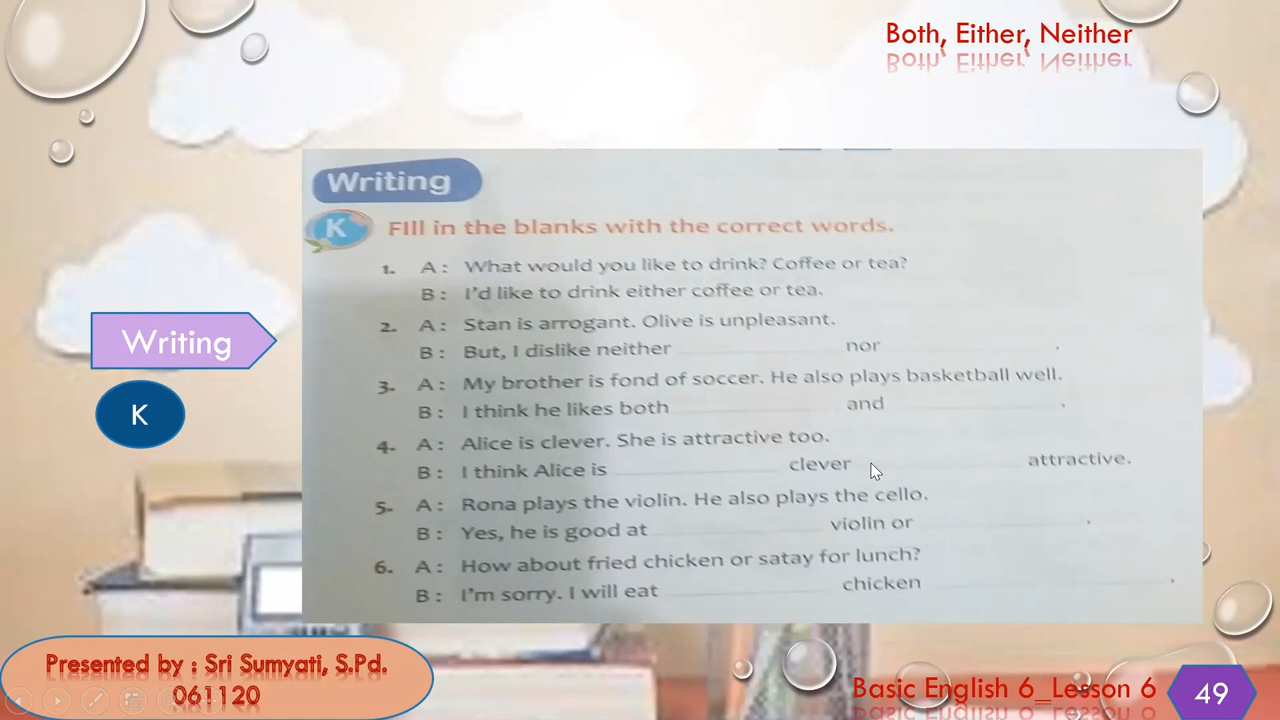 Both, Either, Neither
Writing
K
FIll in the blanks with the correct words.
1. A : What would you like to drink? Coffee or tea?
B : I'd like to drink either coffee or tea.
2. A : Stan is arrogant. Olive is unpleasant.
B : But, I dislike neither nor .
3. A : My brother is fond of soccer. He also plays basketball well.
B : I think he likes both and .
4. A : Alice is clever. She is attractive too.
B : I think Alice is clever attractive.
5. A : Rona plays the violin. He also plays the cello.
B : Yes, he is good at violin or .
6. A : How about fried chicken or satay for lunch?
B : I'm sorry. I will eat chicken .
Writing
K
Presented by : Sri Sumyati, S.Pd.
061120
Basic English 6_Lesson 6
49